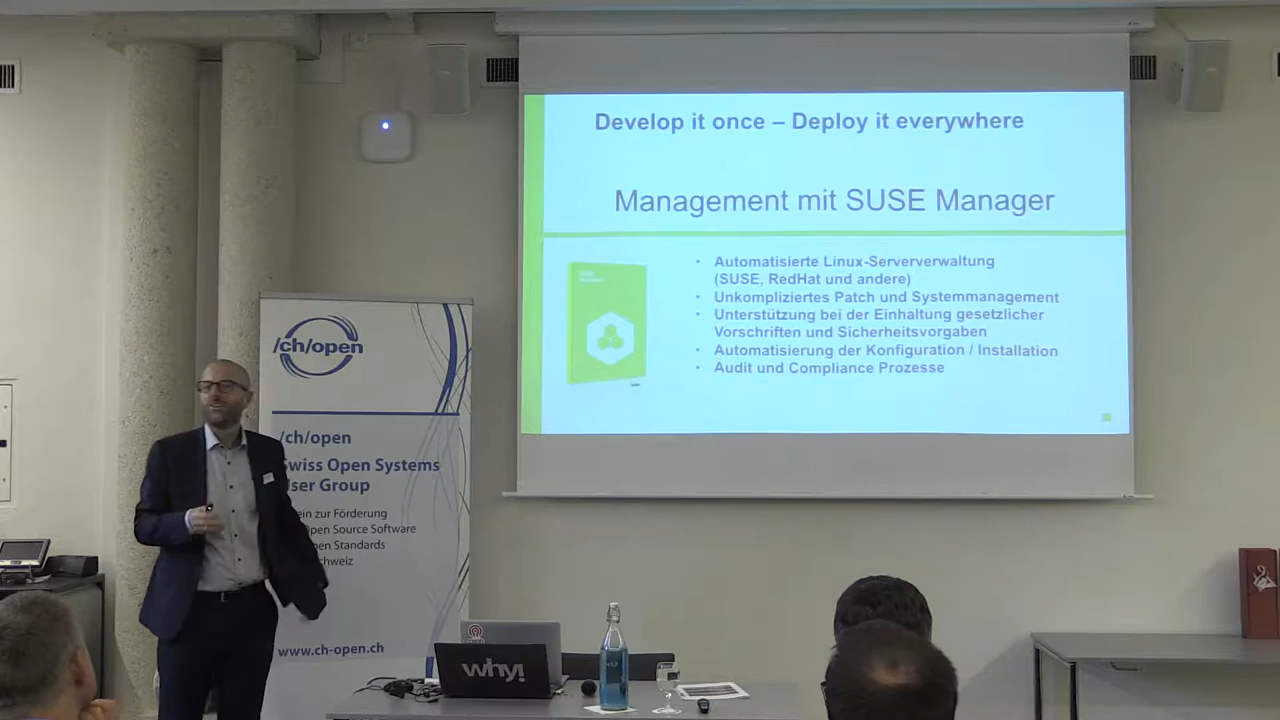 Develop it once – Deploy it everywhere
Management mit SUSE Manager
• Automatisierte Linux-Serververwaltung
(SUSE, RedHat und andere)
• Unkompliziertes Patch und Systemmanagement
• Unterstützung bei der Einhaltung gesetzlicher
Vorschriften und Sicherheitsvorgaben
• Automatisierung der Konfiguration / Installation
• Audit und Compliance Prozesse
/ch/open
/ch/open
Swiss Open Systems
User Group
ein zur Förderung
Open Source Software
en Standards
chweiz
www.ch-open.ch
why!